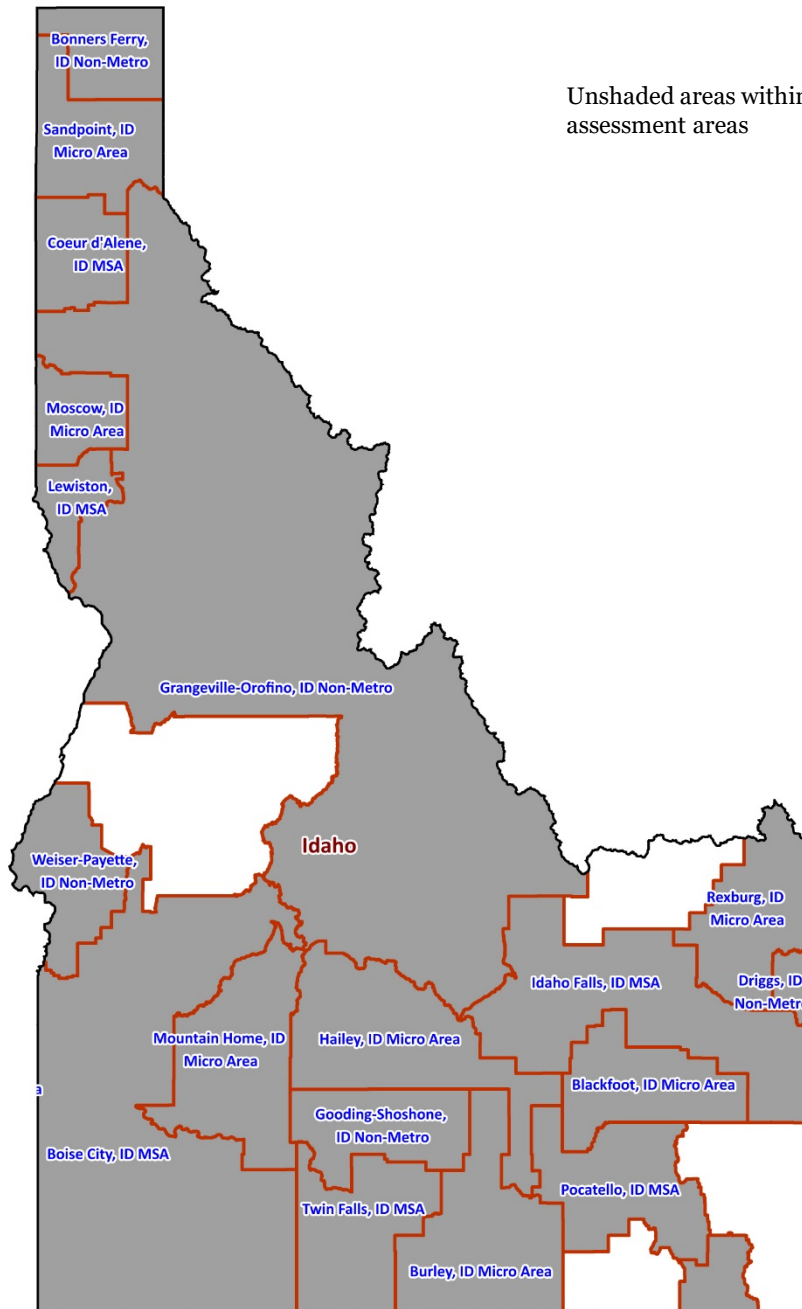 Bonners Ferry,
ID Non-Metro
Unshaded areas within
assessment areas
Sandpoint, ID
Micro Area
Coeur d'Alene,
ID MSA
Moscow, ID
Micro Area
Lewiston,
ID MSA
Grangeville-Orofino, ID Non-Metro
Idaho
Weiser-Payette,
ID Non-Metro
Rexburg, ID
Micro Area
Idaho Falls, ID MSA
Driggs, ID
Non-Metro
Mountain Home, ID
Micro Area
Hailey, ID Micro Area
Blackfoot, ID Micro Area
a
Gooding-Shoshone,
ID Non-Metro
Boise City, ID MSA
Pocatello, ID MSA
Twin Falls, ID MSA
Burley, ID Micro Area